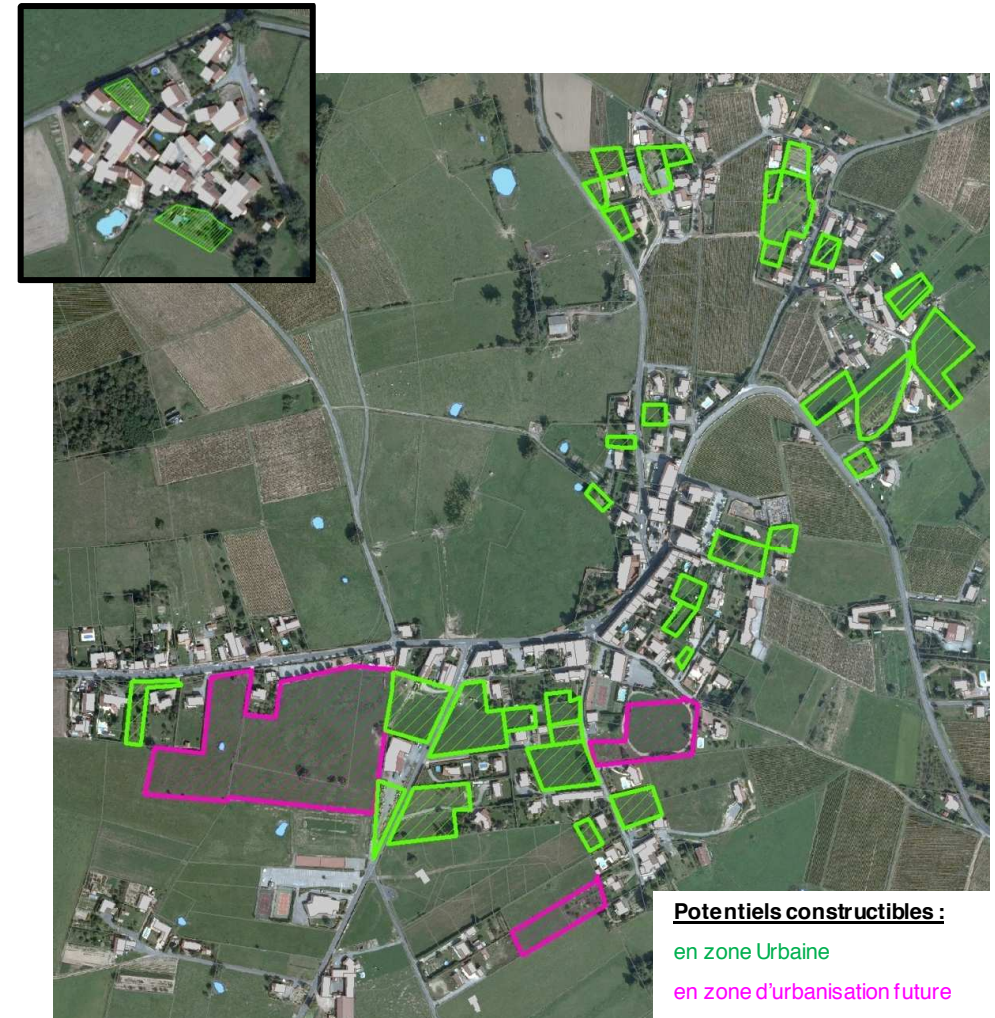 Potentiels constructibles :
en zone Urbaine
en zone d'urbanisation future